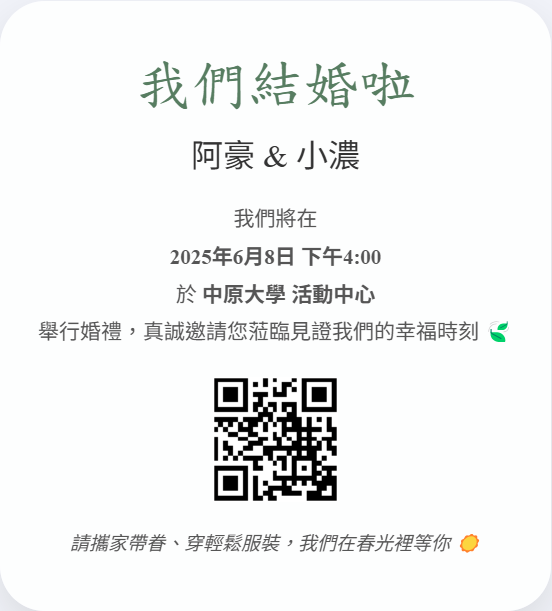 我們結婚啦
阿豪 & 小濃
我們將在
2025年6月8日 下午4:00
於 中原大學 活動中心
舉行婚禮，真誠邀請您蒞臨見證我們的幸福時刻 🍃
請攜家帶眷、穿輕鬆服裝，我們在春光裡等你 🌼